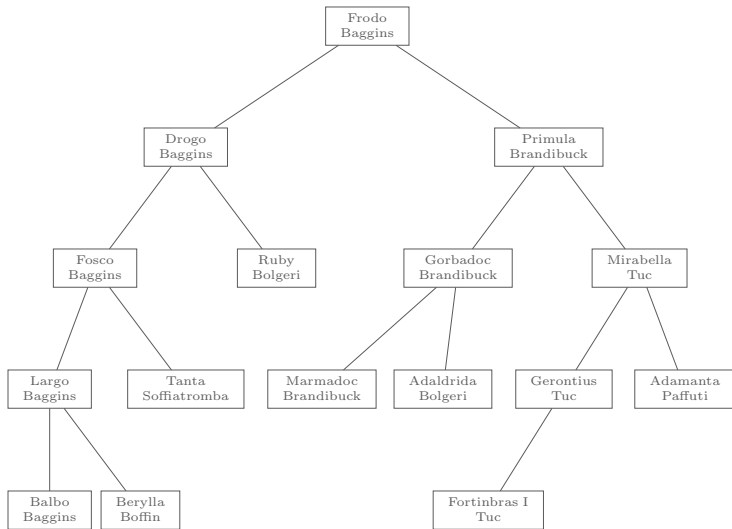 Frodo
Baggins
Drogo
Baggins
Primula
Brandibuck
Fosco
Baggins
Ruby
Bolgeri
Gorbadoc
Brandibuck
Mirabella
Tuc
Largo
Baggins
Tanta
Soffiatromba
Marmadoc
Brandibuck
Adaldrida
Bolgeri
Gerontius
Tuc
Adamanta
Paffuti
Balbo
Baggins
Berylla
Boffin
Fortinbras I
Tuc